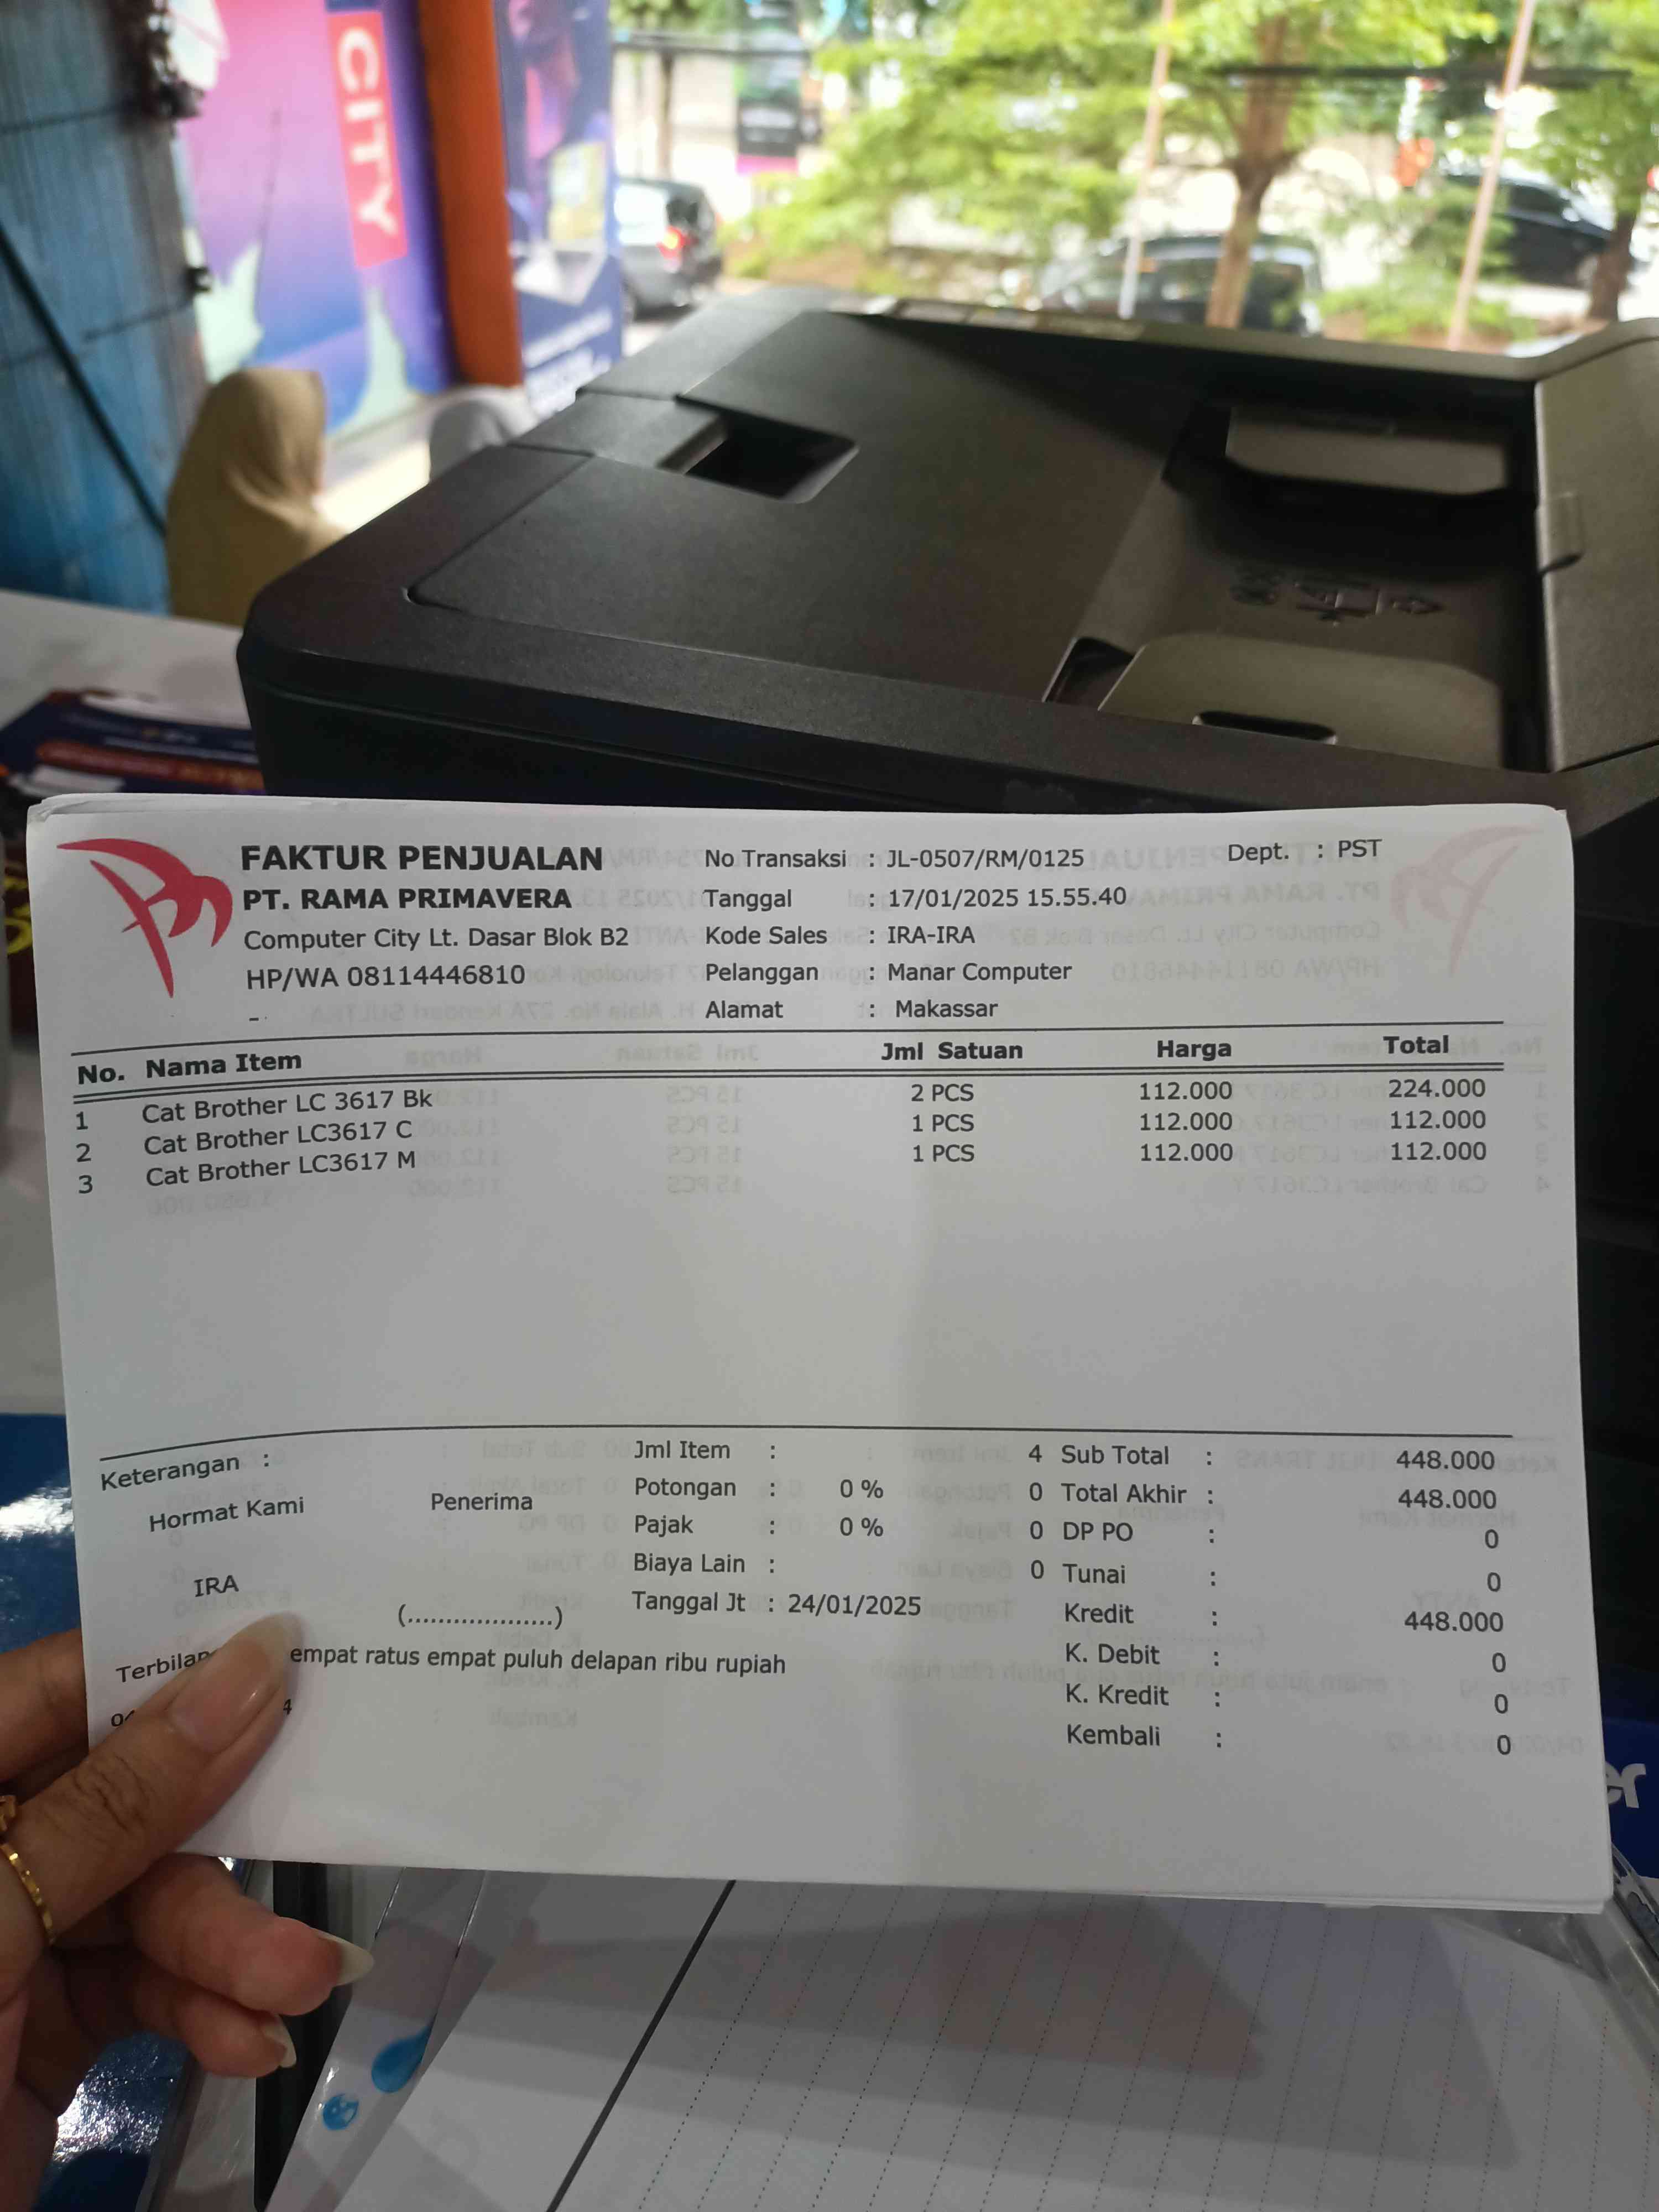 CITY
FAKTUR PENJUALAN
PT. RAMA PRIMAVERA
Computer City Lt. Dasar Blok B2
HP/WA 08114446810
-
No Transaksi : JL-0507/RM/0125
Tanggal : 17/01/2025 15.55.40
Kode Sales : IRA-IRA
Pelanggan : Manar Computer
Alamat : Makassar
Dept. : PST
No. Nama Item Jml Satuan Harga Total
1 Cat Brother LC 3617 Bk 2 PCS 112.000 224.000
2 Cat Brother LC3617 C 1 PCS 112.000 112.000
3 Cat Brother LC3617 M 1 PCS 112.000 112.000
Keterangan :
Hormat Kami
Penerima
IRA
(...................)
Jml Item : 4
Potongan : 0 % 0
Pajak : 0 % 0
Biaya Lain : 0
Tanggal Jt : 24/01/2025
Sub Total : 448.000
Total Akhir : 448.000
DP PO : 0
Tunai : 0
Kredit : 448.000
K. Debit : 0
K. Kredit : 0
Kembali : 0
empat ratus empat puluh delapan ribu rupiah